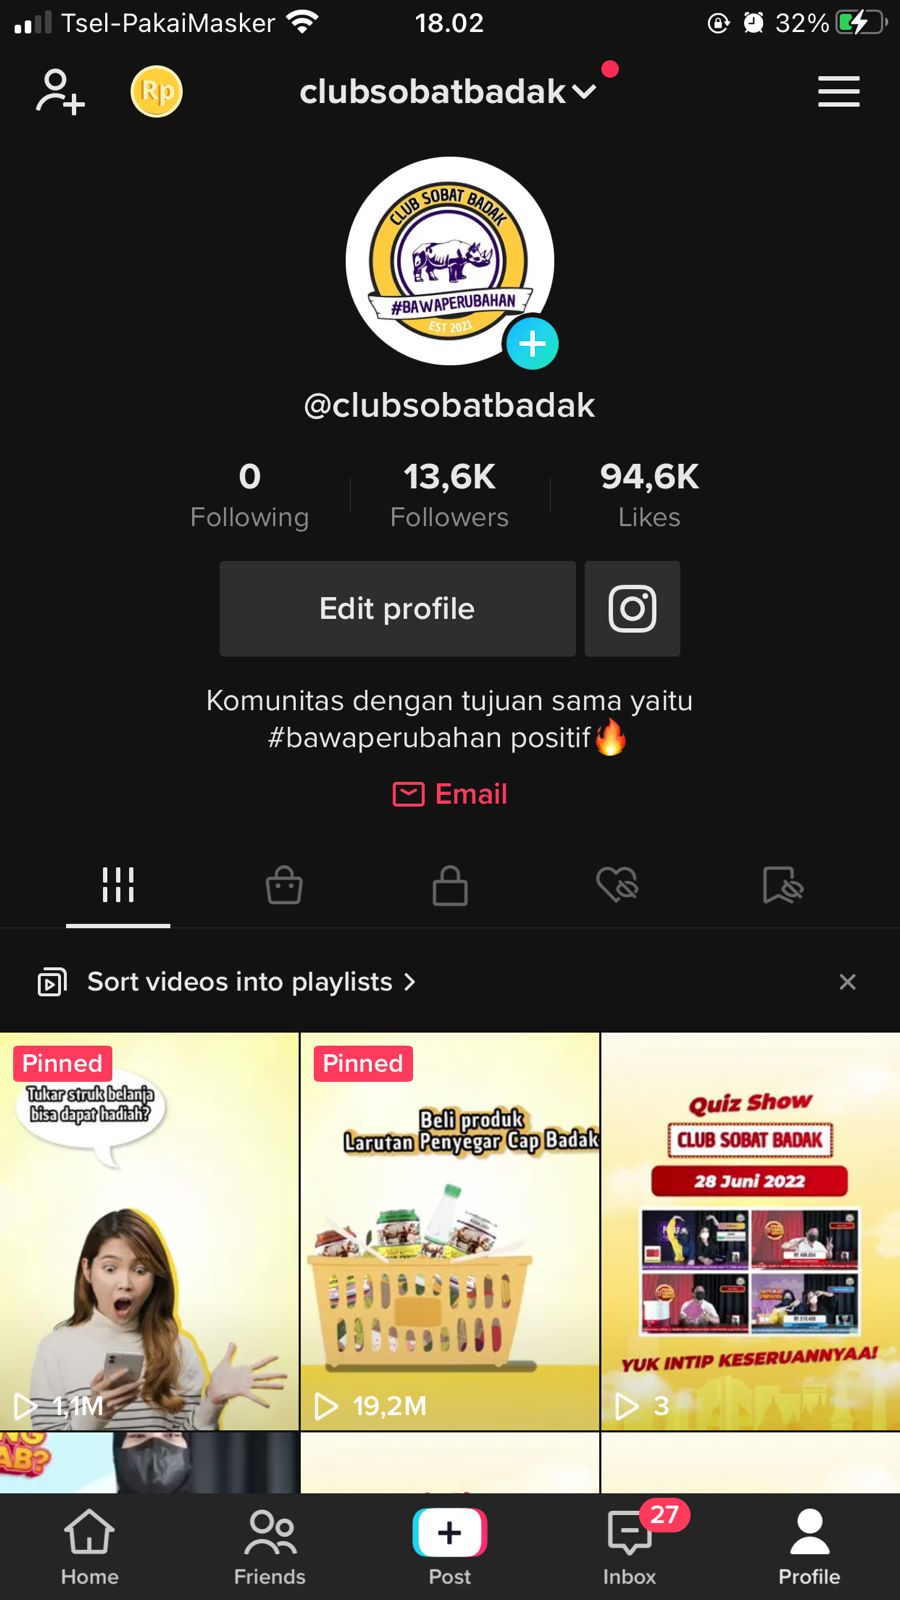 Tsel-PakaiMasker
18.02
32%
Rp
clubsobatbadak
CLUB SOBAT BADAK
#BAWAPERUBAHAN
EST 2021
@clubsobatbadak
0
Following
13,6K
Followers
94,6K
Likes
Edit profile
Komunitas dengan tujuan sama yaitu
#bawaperubahan positif🔥
Email
Sort videos into playlists
Pinned
Tukar struk belanja
bisa dapat hadiah?
1,1M
Pinned
Beli produk
Larutan Penyegar Cap Badak
19,2M
Quiz Show
CLUB SOBAT BADAK
28 Juni 2022
YUK INTIP KESERUANNYAA!
3
AB?
Home
Friends
Post
27
Inbox
Profile